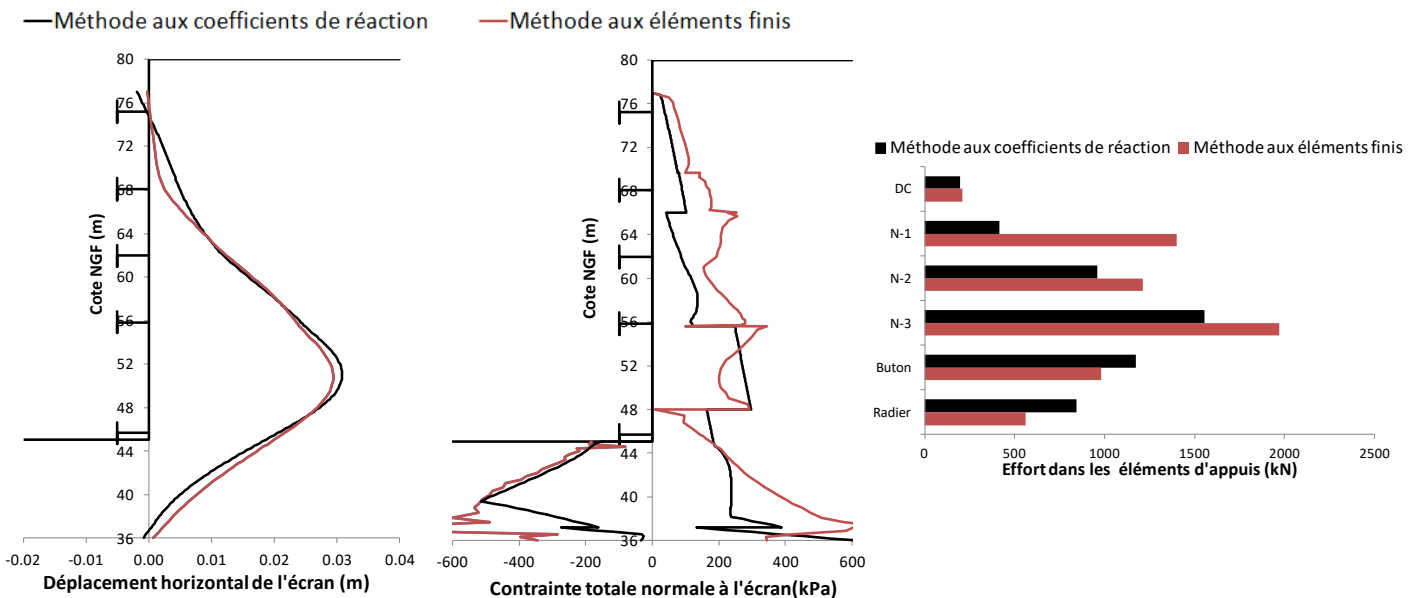 Méthode aux coefficients de réaction
Méthode aux éléments finis
80
76
72
68
64
60
56
52
48
44
40
36
Cote NGF (m)
-0.02 -0.01 0.00 0.01 0.02 0.03 0.04
Déplacement horizontal de l'écran (m)
80
76
72
68
64
60
56
52
48
44
40
36
Cote NGF (m)
-600 -400 -200 0 200 400 600
Contrainte totale normale à l'écran(kPa)
Méthode aux coefficients de réaction Méthode aux éléments finis
DC
N-1
N-2
N-3
Buton
Radier
0 500 1000 1500 2000 2500
Effort dans les éléments d'appuis (kN)